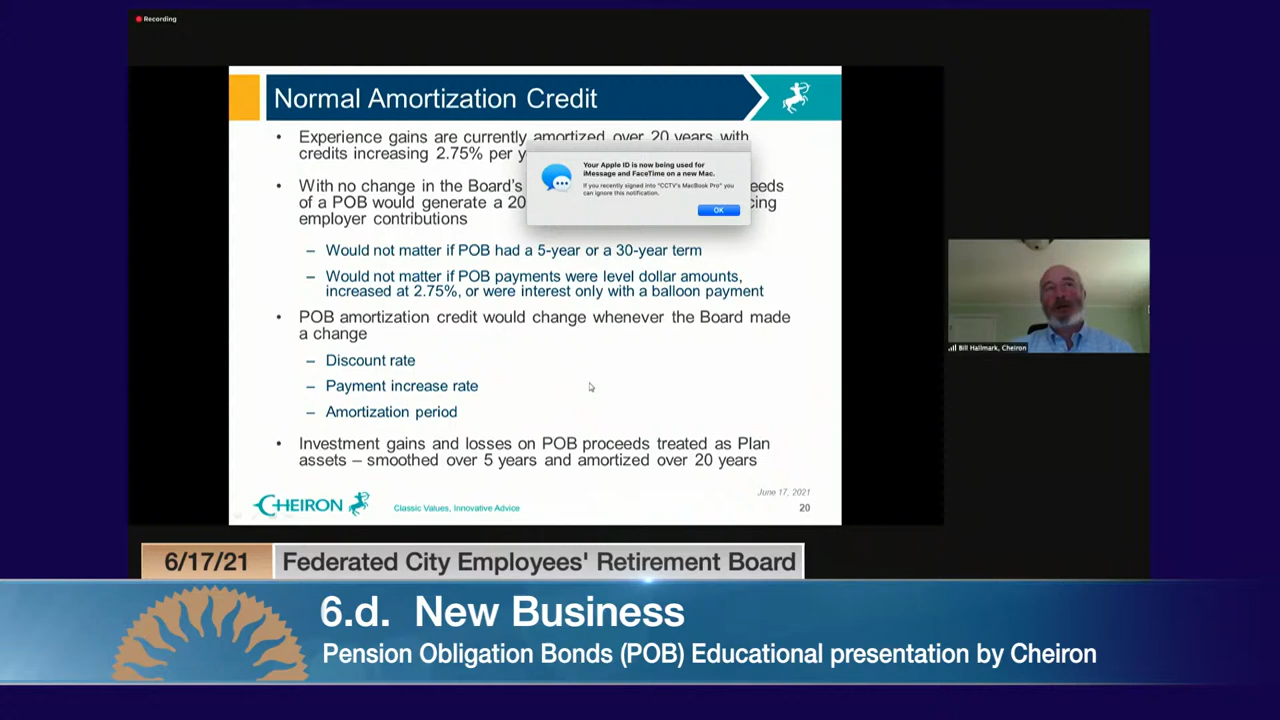 Recording
Normal Amortization Credit
• Experience gains are currently amortized over 20 years with
credits increasing 2.75% per y
• With no change in the Board's
eeds
of a POB would generate a 20
cing
employer contributions
– Would not matter if POB had a 5-year or a 30-year term
– Would not matter if POB payments were level dollar amounts,
increased at 2.75%, or were interest only with a balloon payment
• POB amortization credit would change whenever the Board made
a change
– Discount rate
– Payment increase rate
– Amortization period
• Investment gains and losses on POB proceeds treated as Plan
assets – smoothed over 5 years and amortized over 20 years
Your Apple ID is now being used for
iMessage and FaceTime on a new Mac.
If you recently signed into "CCTV's MacBook Pro" you
can ignore this notification.
OK
Bill Hallmark, Cheiron
June 17, 2021
CHEIRON
Classic Values, Innovative Advice
20
6/17/21
Federated City Employees' Retirement Board
6.d. New Business
Pension Obligation Bonds (POB) Educational presentation by Cheiron